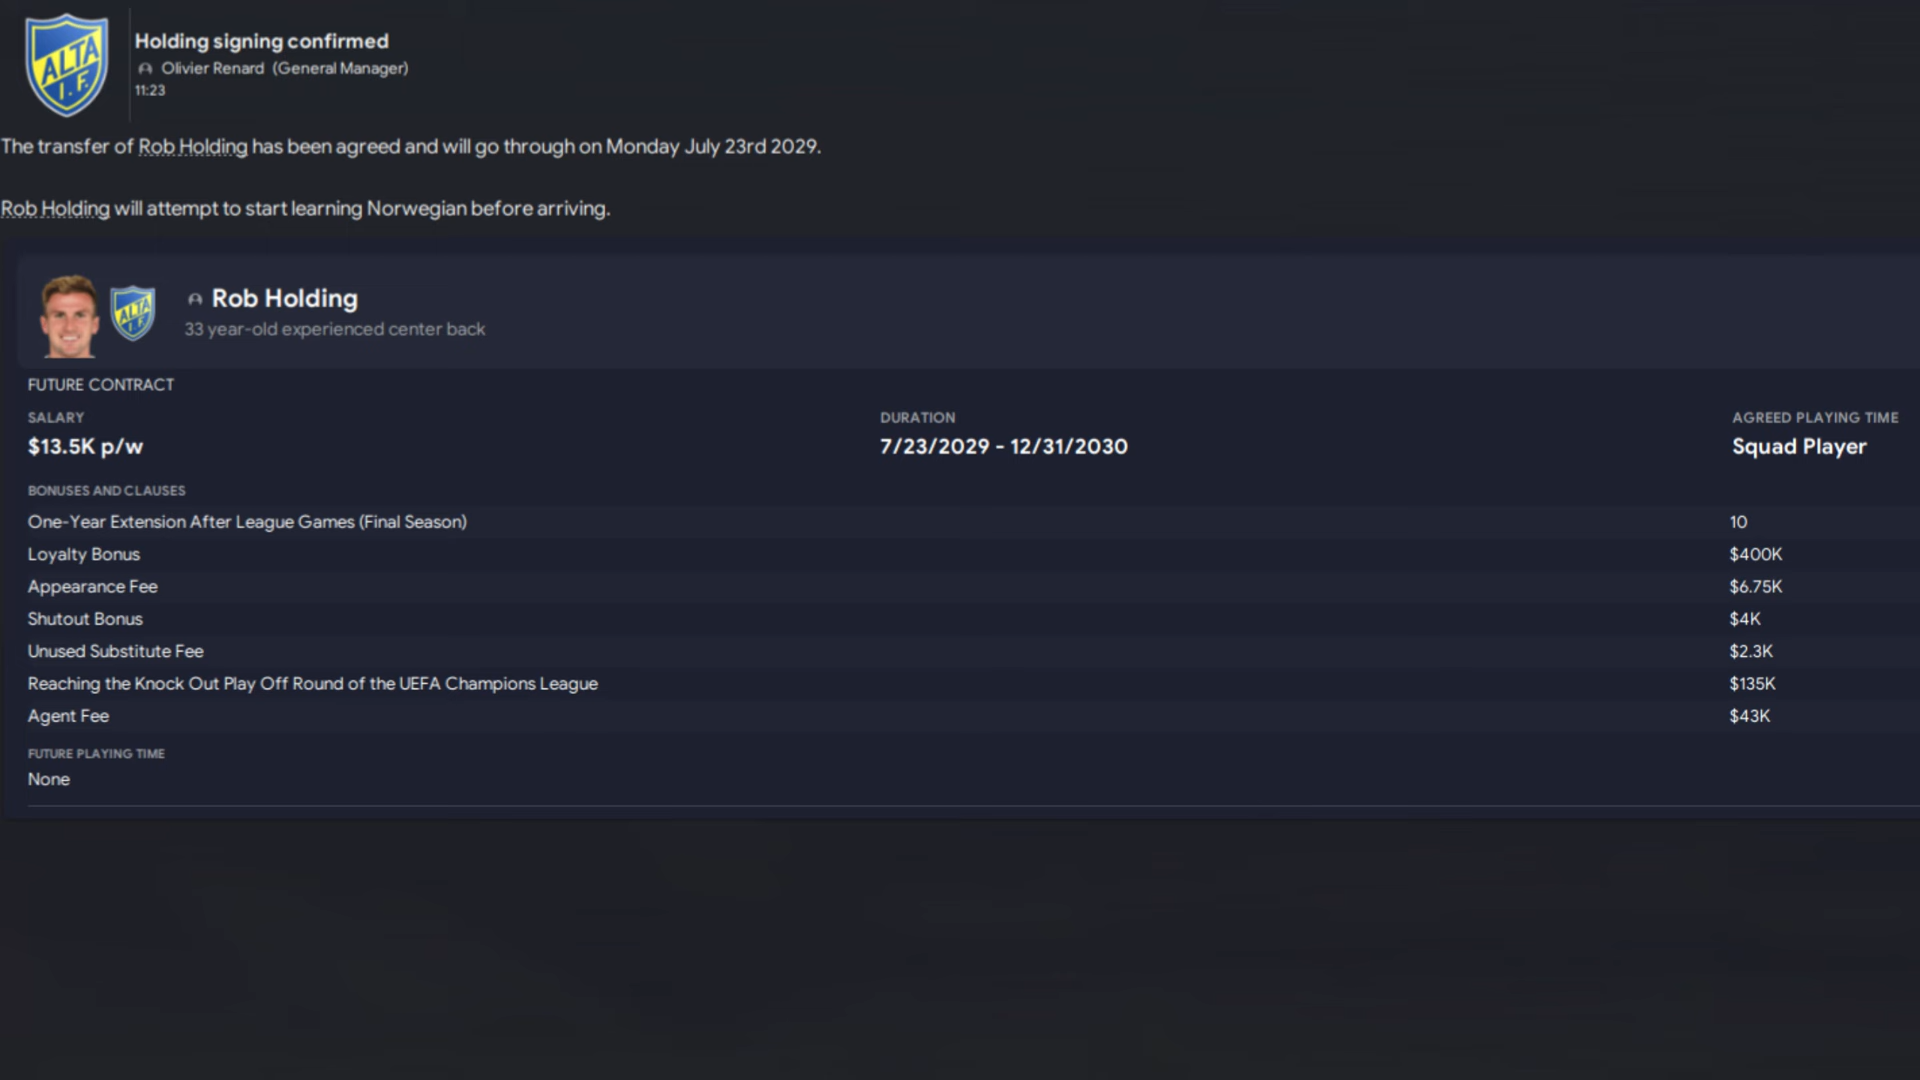 ALTA
I.F.
Holding signing confirmed
Olivier Renard (General Manager)
11:23
The transfer of Rob Holding has been agreed and will go through on Monday July 23rd 2029.
Rob Holding will attempt to start learning Norwegian before arriving.
ALTA
I.F.
Rob Holding
33 year-old experienced center back
FUTURE CONTRACT
SALARY DURATION AGREED PLAYING TIME
$13.5K p/w 7/23/2029 - 12/31/2030 Squad Player
BONUSES AND CLAUSES
One-Year Extension After League Games (Final Season) 10
Loyalty Bonus $400K
Appearance Fee $6.75K
Shutout Bonus $4K
Unused Substitute Fee $2.3K
Reaching the Knock Out Play Off Round of the UEFA Champions League $135K
Agent Fee $43K
FUTURE PLAYING TIME
None